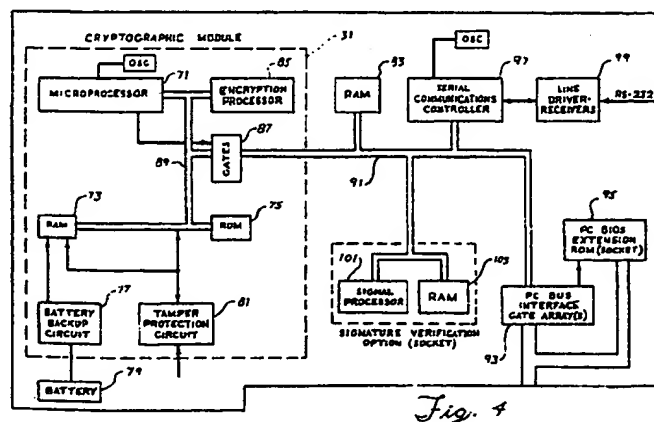 CRYPTOGRAPHIC MODULE
31
OSC
71
MICROPROCESSOR
85
ENCRYPTION
PROCESSOR
87
GATES
89
73
RAM
75
ROM
77
BATTERY
BACKUP
CIRCUIT
81
TAMPER
PROTECTION
CIRCUIT
79
BATTERY
83
RAM
OSC
97
SERIAL
COMMUNICATIONS
CONTROLLER
99
LINE
DRIVER-
RECEIVERS
RS-232
91
101
SIGNAL
PROCESSOR
103
RAM
SIGNATURE VERIFICATION
OPTION (SOCKET)
95
PC BIOS
EXTENSION
ROM (SOCKET)
PC BUS
INTERFACE
GATE ARRAY(S)
93
Fig. 4